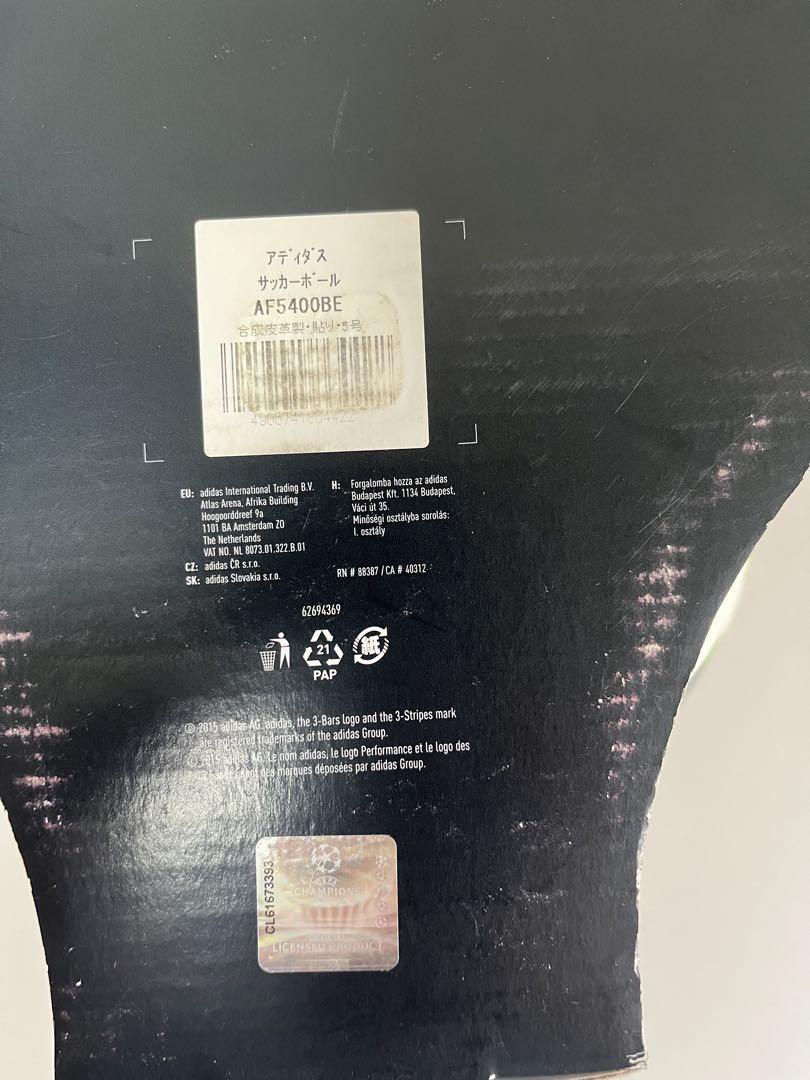 アディダス
サッカーボール
AF5400BE
合成皮革製・貼り・5号
EU: adidas International Trading B.V.
Atlas Arena, Afrika Building
Hoogoorddreef 9a
1101 BA Amsterdam ZO
The Netherlands
VAT NO. NL 8073.01.322.B.01
CZ: adidas ČR s.r.o.
SK: adidas Slovakia s.r.o.
H: Forgalomba hozza az adidas
Budapest Kft. 1134 Budapest,
Váci út 35.
Minőségi osztályba sorolás:
I. osztály
RN # 88387 / CA # 40312
62694369
21
PAP
紙
© 2015 adidas AG. adidas, the 3-Bars logo and the 3-Stripes mark
are registered trademarks of the adidas Group.
© 2015 adidas AG. Le nom adidas, le logo Performance et le logo des
sont des marques déposées par adidas Group.
CL61673393
UEFA
CHAMPIONS
LEAGUE
OFFICIAL
LICENSED PRODUCT